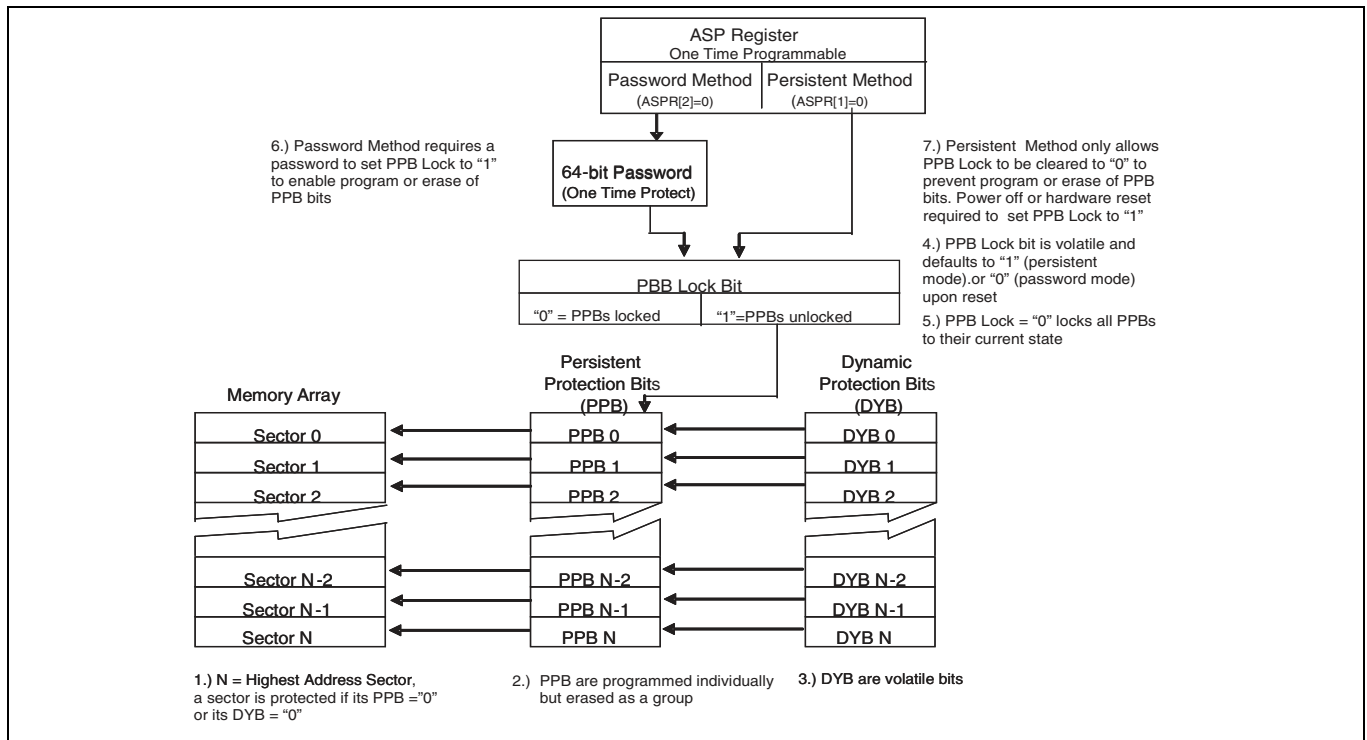 ASP Register
One Time Programmable
Password Method
(ASPR[2]=0)
Persistent Method
(ASPR[1]=0)
6.) Password Method requires a
password to set PPB Lock to “1”
to enable program or erase of
PPB bits
64-bit Password
(One Time Protect)
7.) Persistent Method only allows
PPB Lock to be cleared to “0” to
prevent program or erase of PPB
bits. Power off or hardware reset
required to set PPB Lock to “1”
4.) PPB Lock bit is volatile and
defaults to “1” (persistent
mode).or “0” (password mode)
upon reset
5.) PPB Lock = “0” locks all PPBs
to their current state
PBB Lock Bit
“0” = PPBs locked
“1”=PPBs unlocked
Memory Array
Persistent
Protection Bits
(PPB)
Dynamic
Protection Bits
(DYB)
Sector 0
PPB 0
DYB 0
Sector 1
PPB 1
DYB 1
Sector 2
PPB 2
DYB 2
Sector N-2
PPB N-2
DYB N-2
Sector N-1
PPB N-1
DYB N-1
Sector N
PPB N
DYB N
1.) N = Highest Address Sector,
a sector is protected if its PPB =”0”
or its DYB = “0”
2.) PPB are programmed individually
but erased as a group
3.) DYB are volatile bits